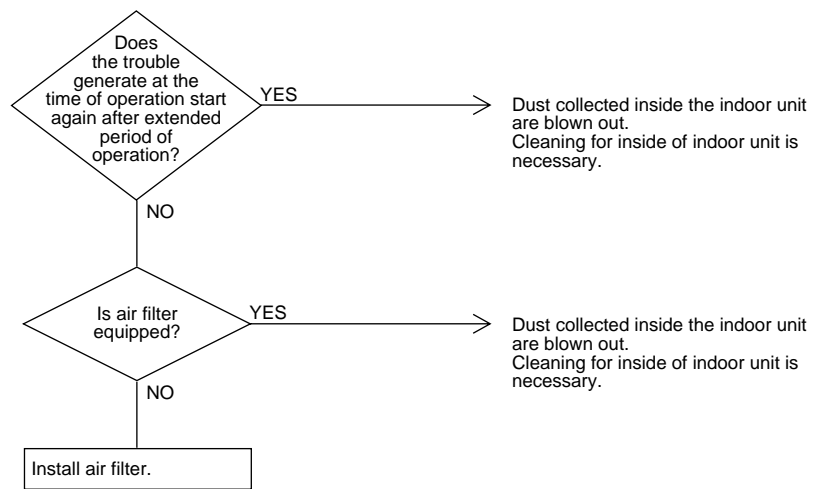 Does
the trouble
generate at the
time of operation start
again after extended
period of
operation?
YES
Dust collected inside the indoor unit
are blown out.
Cleaning for inside of indoor unit is
necessary.
NO
Is air filter
equipped?
YES
Dust collected inside the indoor unit
are blown out.
Cleaning for inside of indoor unit is
necessary.
NO
Install air filter.